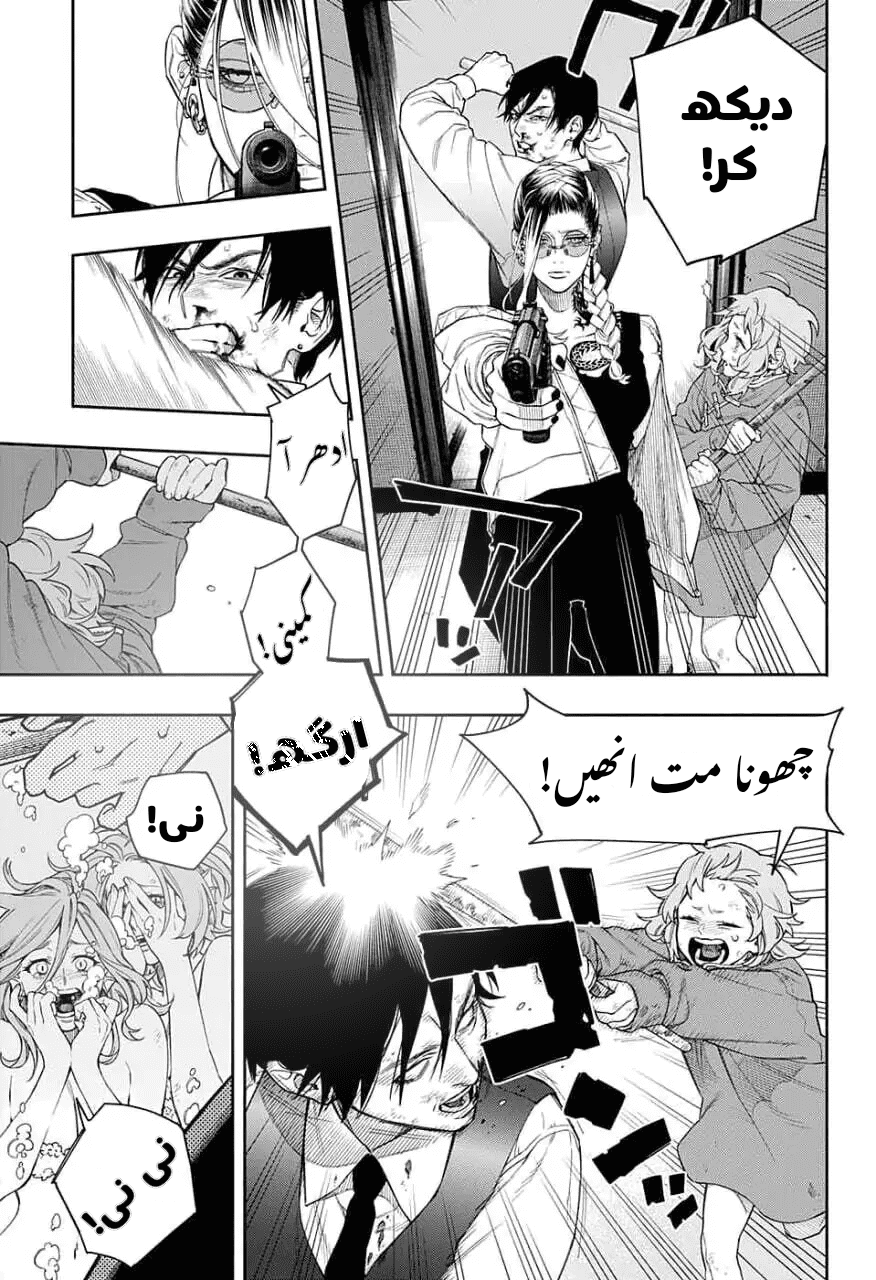 دیکھ
کر!
ادھر آ
کمینی!
ارگھ!
چھونا مت انھیں!
نی!
نی نی!